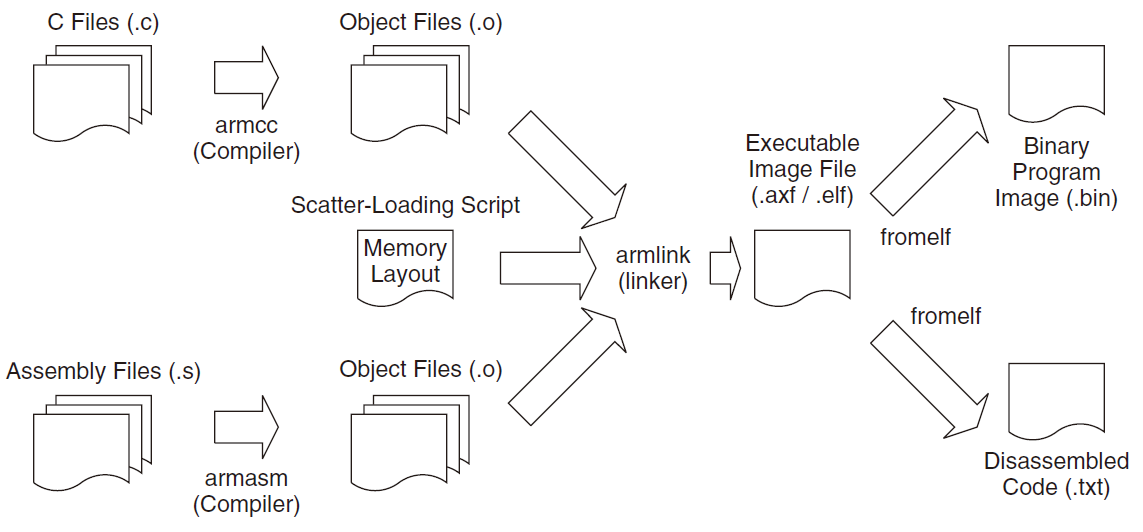 C Files (.c)
Object Files (.o)
armcc
(Compiler)
Scatter-Loading Script
Memory
Layout
armlink
(linker)
Executable
Image File
(.axf / .elf)
fromelf
Binary
Program
Image (.bin)
Assembly Files (.s)
Object Files (.o)
armasm
(Compiler)
fromelf
Disassembled
Code (.txt)